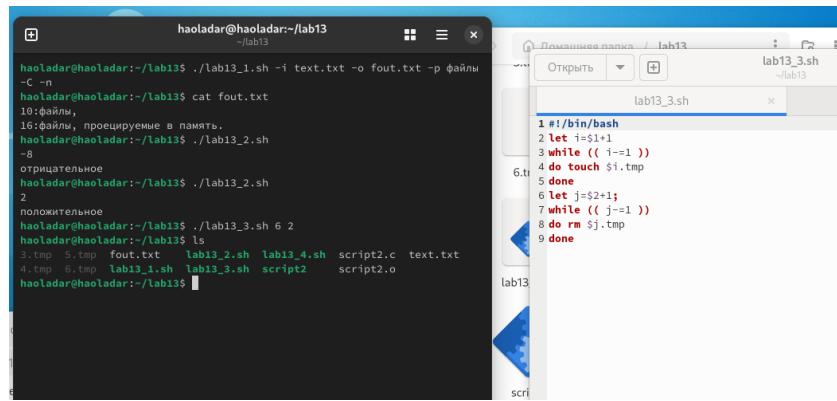 haoladar@haoladar:~/lab13
~/lab13
haoladar@haoladar:~/lab13$ ./lab13_1.sh -i text.txt -o fout.txt -p файлы
-C -n
haoladar@haoladar:~/lab13$ cat fout.txt
10:файлы,
16:файлы, проецируемые в память.
haoladar@haoladar:~/lab13$ ./lab13_2.sh
-8
отрицательное
haoladar@haoladar:~/lab13$ ./lab13_2.sh
2
положительное
haoladar@haoladar:~/lab13$ ./lab13_3.sh 6 2
haoladar@haoladar:~/lab13$ ls
3.tmp 5.tmp fout.txt lab13_2.sh lab13_4.sh script2.c text.txt
4.tmp 6.tmp lab13_1.sh lab13_3.sh script2 script2.o
haoladar@haoladar:~/lab13$
Домашняя папка / lab13
6.t
lab13
scri
Открыть
lab13_3.sh
~/lab13
lab13_3.sh
1 #!/bin/bash
2 let i=$1+1
3 while (( i-=1 ))
4 do touch $i.tmp
5 done
6 let j=$2+1;
7 while (( j-=1 ))
8 do rm $j.tmp
9 done